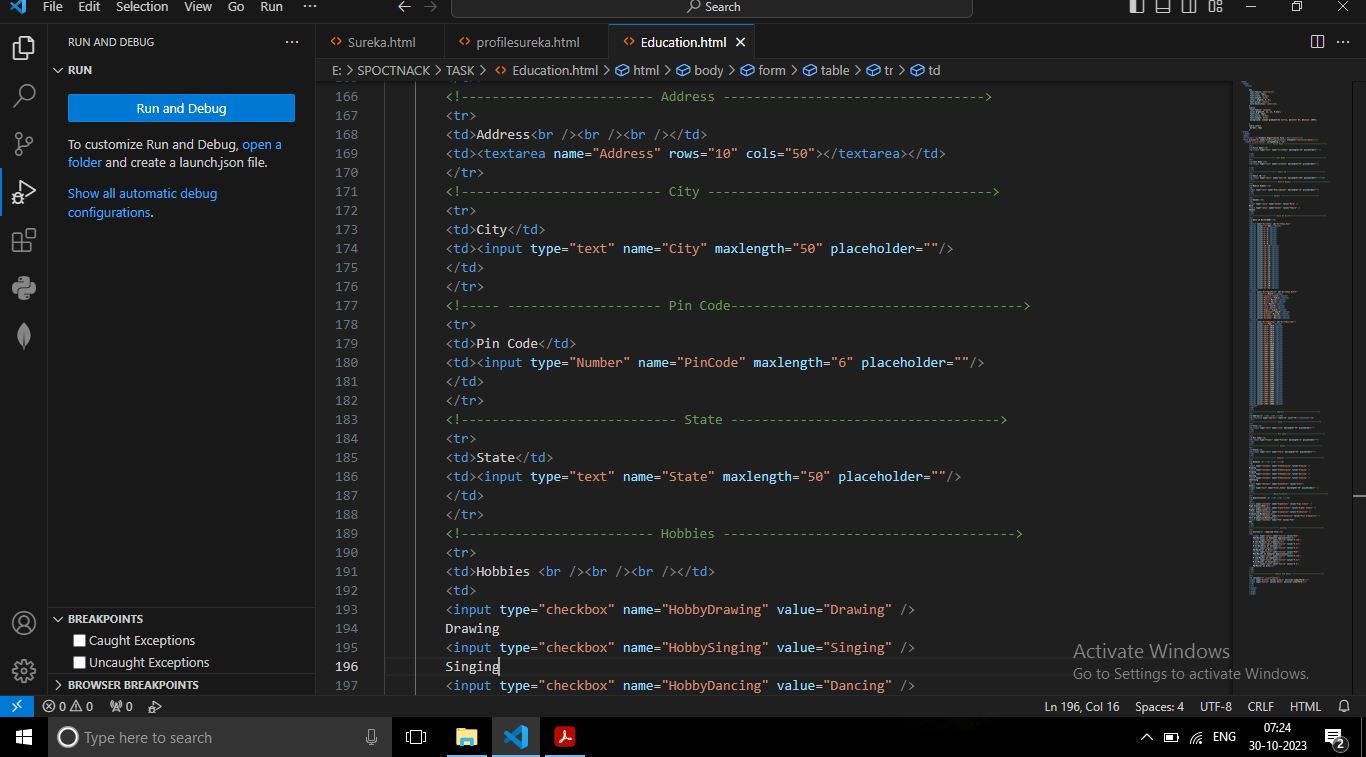 File Edit Selection View Go Run ··· Search
RUN AND DEBUG ···
RUN
Run and Debug
To customize Run and Debug, open a
folder and create a launch.json file.
Show all automatic debug
configurations.
BREAKPOINTS
Caught Exceptions
Uncaught Exceptions
BROWSER BREAKPOINTS
Sureka.html profilesureka.html Education.html
E: > SPOCTNACK > TASK > Education.html > html > body > form > table > tr > td
166 <!------------------------- Address ---------------------------------->
167 <tr>
168 <td>Address<br /><br /><br /></td>
169 <td><textarea name="Address" rows="10" cols="50"></textarea></td>
170 </tr>
171 <!-------------------------- City ------------------------------------->
172 <tr>
173 <td>City</td>
174 <td><input type="text" name="City" maxlength="50" placeholder=""/>
175 </td>
176 </tr>
177 <!----- -------------------- Pin Code-------------------------------------->
178 <tr>
179 <td>Pin Code</td>
180 <td><input type="Number" name="PinCode" maxlength="6" placeholder=""/>
181 </td>
182 </tr>
183 <!---------------------------- State ----------------------------------->
184 <tr>
185 <td>State</td>
186 <td><input type="text" name="State" maxlength="50" placeholder=""/>
187 </td>
188 </tr>
189 <!------------------------- Hobbies -------------------------------------->
190 <tr>
191 <td>Hobbies <br /><br /><br /></td>
192 <td>
193 <input type="checkbox" name="HobbyDrawing" value="Drawing" />
194 Drawing
195 <input type="checkbox" name="HobbySinging" value="Singing" />
196 Singing
197 <input type="checkbox" name="HobbyDancing" value="Dancing" />
Activate Windows
Go to Settings to activate Windows.
0 0 0 Ln 196, Col 16 Spaces: 4 UTF-8 CRLF HTML
Type here to search ENG 07:24
30-10-2023
2